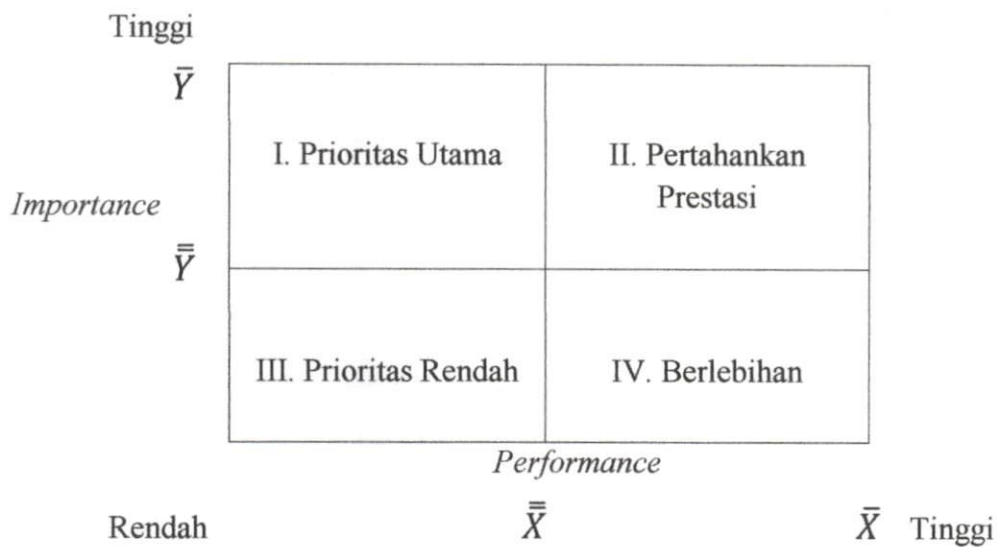 Tinggi
Ȳ
I. Prioritas Utama
II. Pertahankan
Prestasi
Importance
Y̿
III. Prioritas Rendah
IV. Berlebihan
Performance
Rendah
X̿
X̄
Tinggi